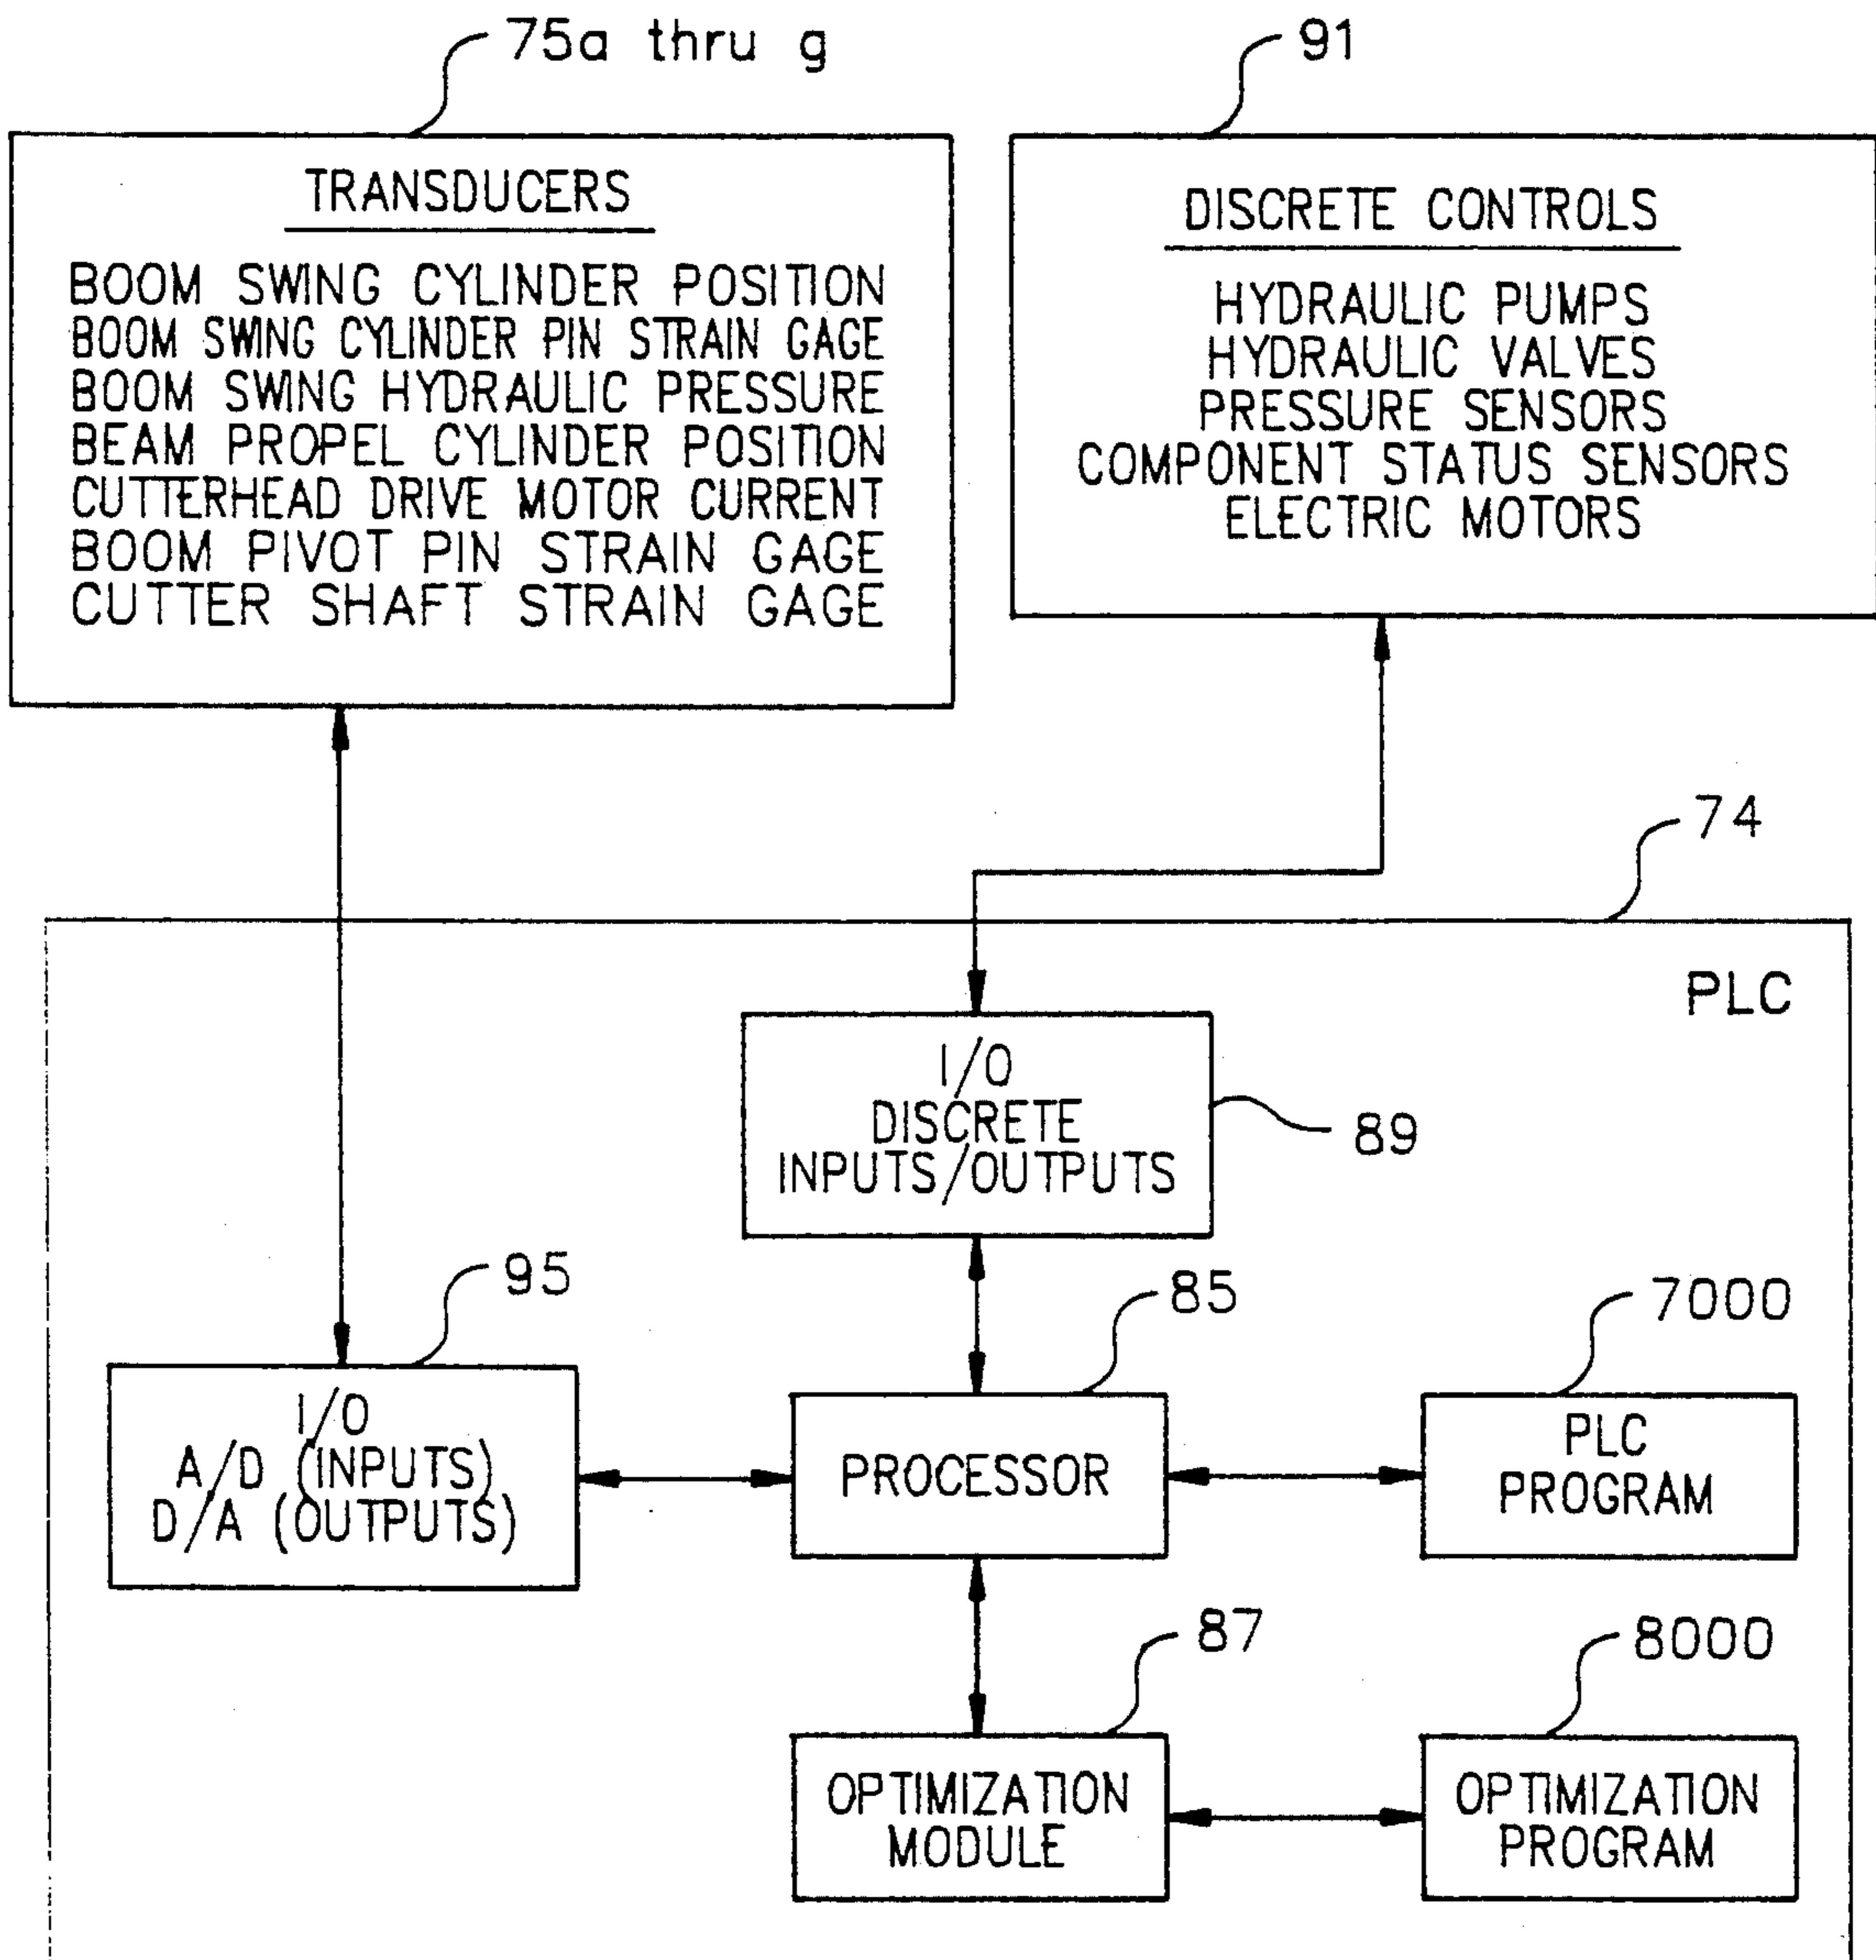 75a thru g
91
TRANSDUCERS
BOOM SWING CYLINDER POSITION
BOOM SWING CYLINDER PIN STRAIN GAGE
BOOM SWING HYDRAULIC PRESSURE
BEAM PROPEL CYLINDER POSITION
CUTTERHEAD DRIVE MOTOR CURRENT
BOOM PIVOT PIN STRAIN GAGE
CUTTER SHAFT STRAIN GAGE
DISCRETE CONTROLS
HYDRAULIC PUMPS
HYDRAULIC VALVES
PRESSURE SENSORS
COMPONENT STATUS SENSORS
ELECTRIC MOTORS
74
PLC
I/O
DISCRETE
INPUTS/OUTPUTS
89
95
I/O
A/D (INPUTS)
D/A (OUTPUTS)
85
PROCESSOR
7000
PLC
PROGRAM
87
OPTIMIZATION
MODULE
8000
OPTIMIZATION
PROGRAM